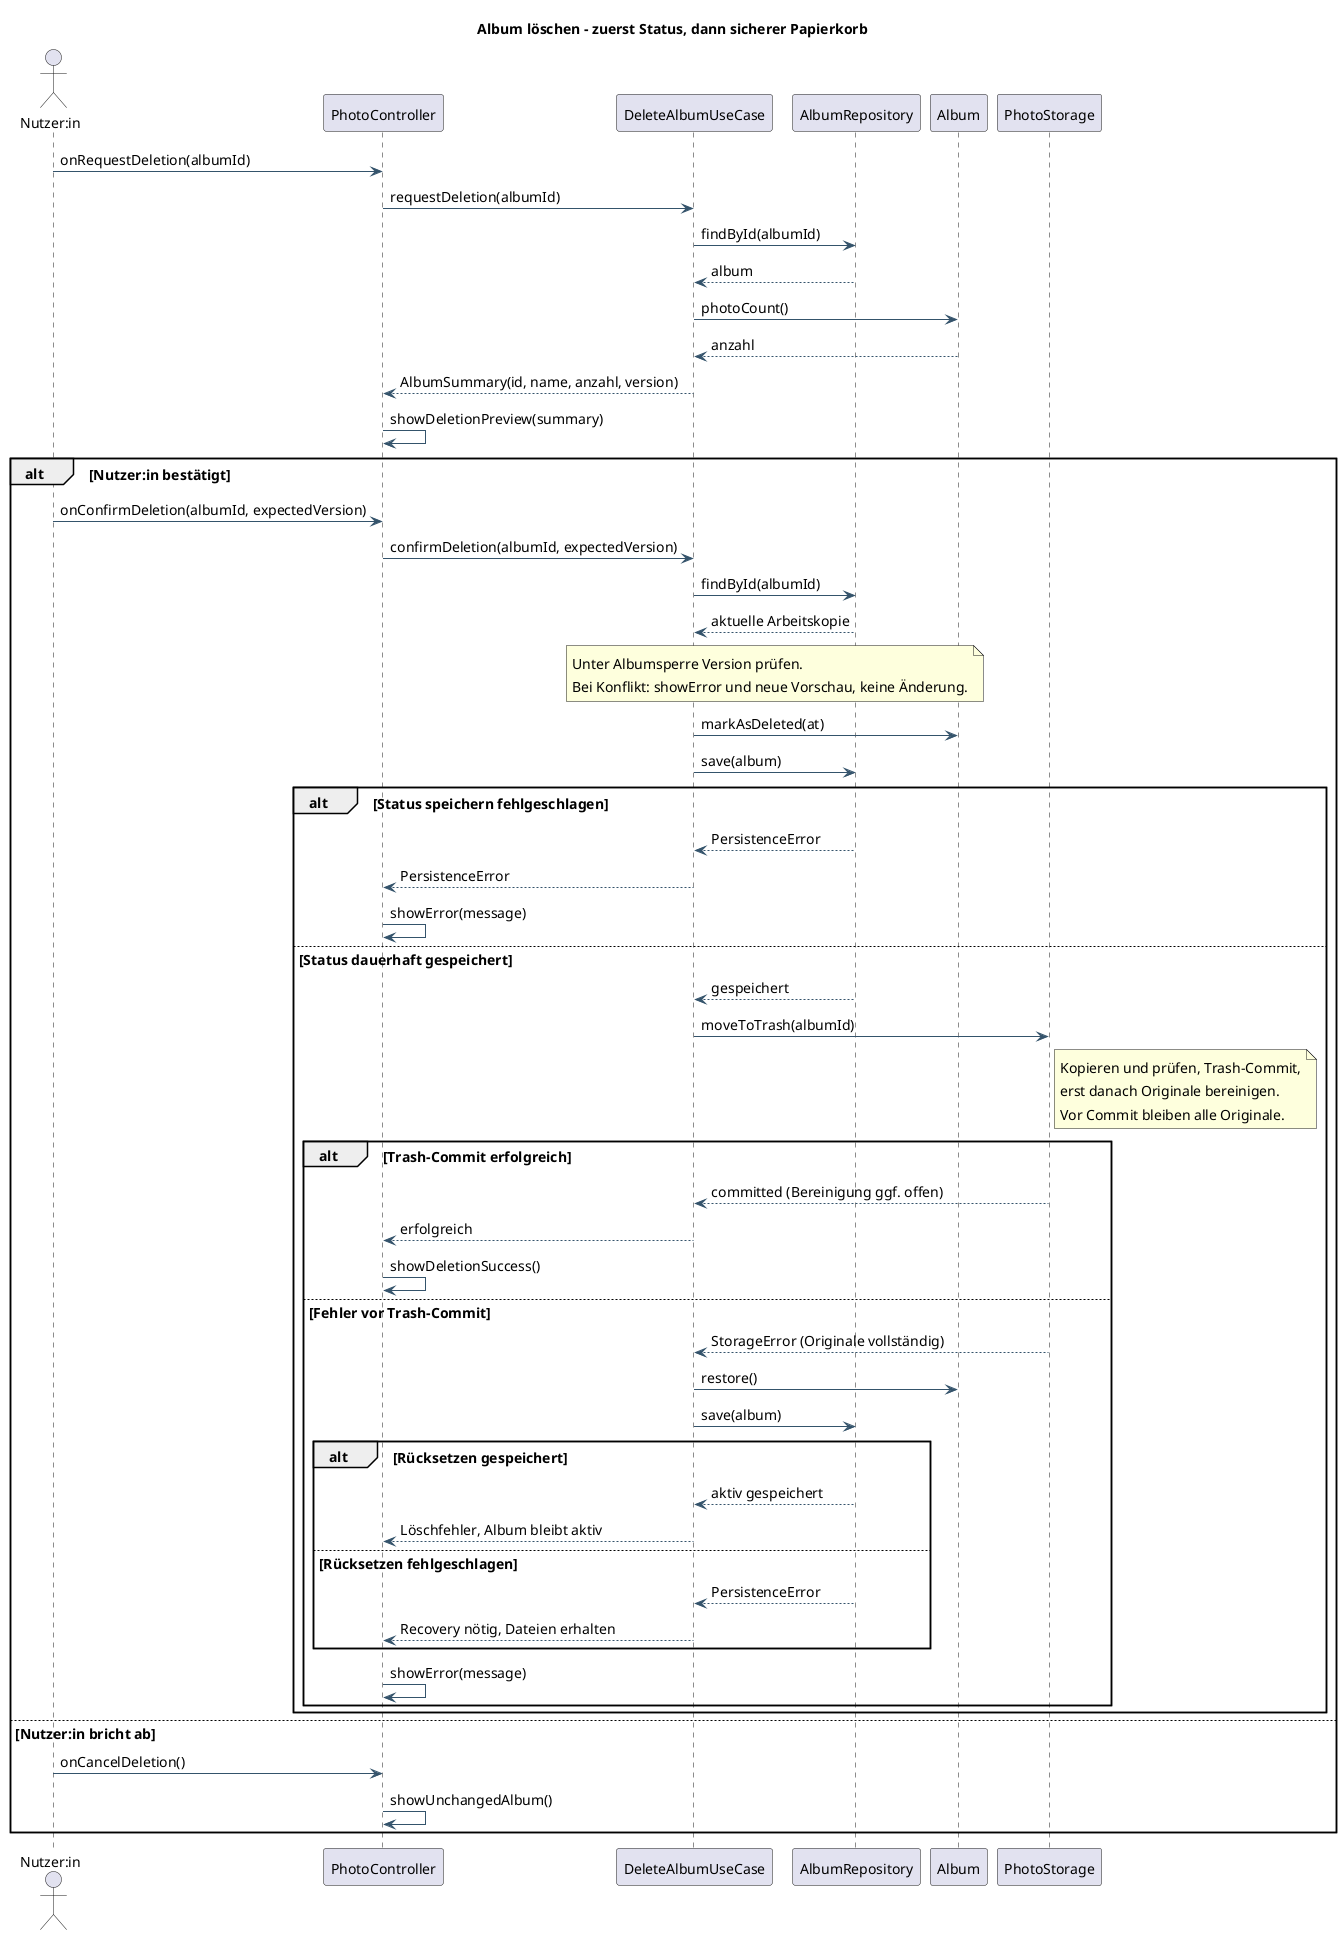 Album löschen - zuerst Status, dann sicherer Papierkorb
Nutzer:in
PhotoController
DeleteAlbumUseCase
AlbumRepository
Album
PhotoStorage
onRequestDeletion(albumId)
requestDeletion(albumId)
findById(albumId)
album
photoCount()
anzahl
AlbumSummary(id, name, anzahl, version)
showDeletionPreview(summary)
alt [Nutzer:in bestätigt]
onConfirmDeletion(albumId, expectedVersion)
confirmDeletion(albumId, expectedVersion)
findById(albumId)
aktuelle Arbeitskopie
Unter Albumsperre Version prüfen.
Bei Konflikt: showError und neue Vorschau, keine Änderung.
markAsDeleted(at)
save(album)
alt [Status speichern fehlgeschlagen]
PersistenceError
PersistenceError
showError(message)
[Status dauerhaft gespeichert]
gespeichert
moveToTrash(albumId)
Kopieren und prüfen, Trash-Commit,
erst danach Originale bereinigen.
Vor Commit bleiben alle Originale.
alt [Trash-Commit erfolgreich]
committed (Bereinigung ggf. offen)
erfolgreich
showDeletionSuccess()
[Fehler vor Trash-Commit]
StorageError (Originale vollständig)
restore()
save(album)
alt [Rücksetzen gespeichert]
aktiv gespeichert
Löschfehler, Album bleibt aktiv
[Rücksetzen fehlgeschlagen]
PersistenceError
Recovery nötig, Dateien erhalten
showError(message)
[Nutzer:in bricht ab]
onCancelDeletion()
showUnchangedAlbum()
Nutzer:in
PhotoController
DeleteAlbumUseCase
AlbumRepository
Album
PhotoStorage